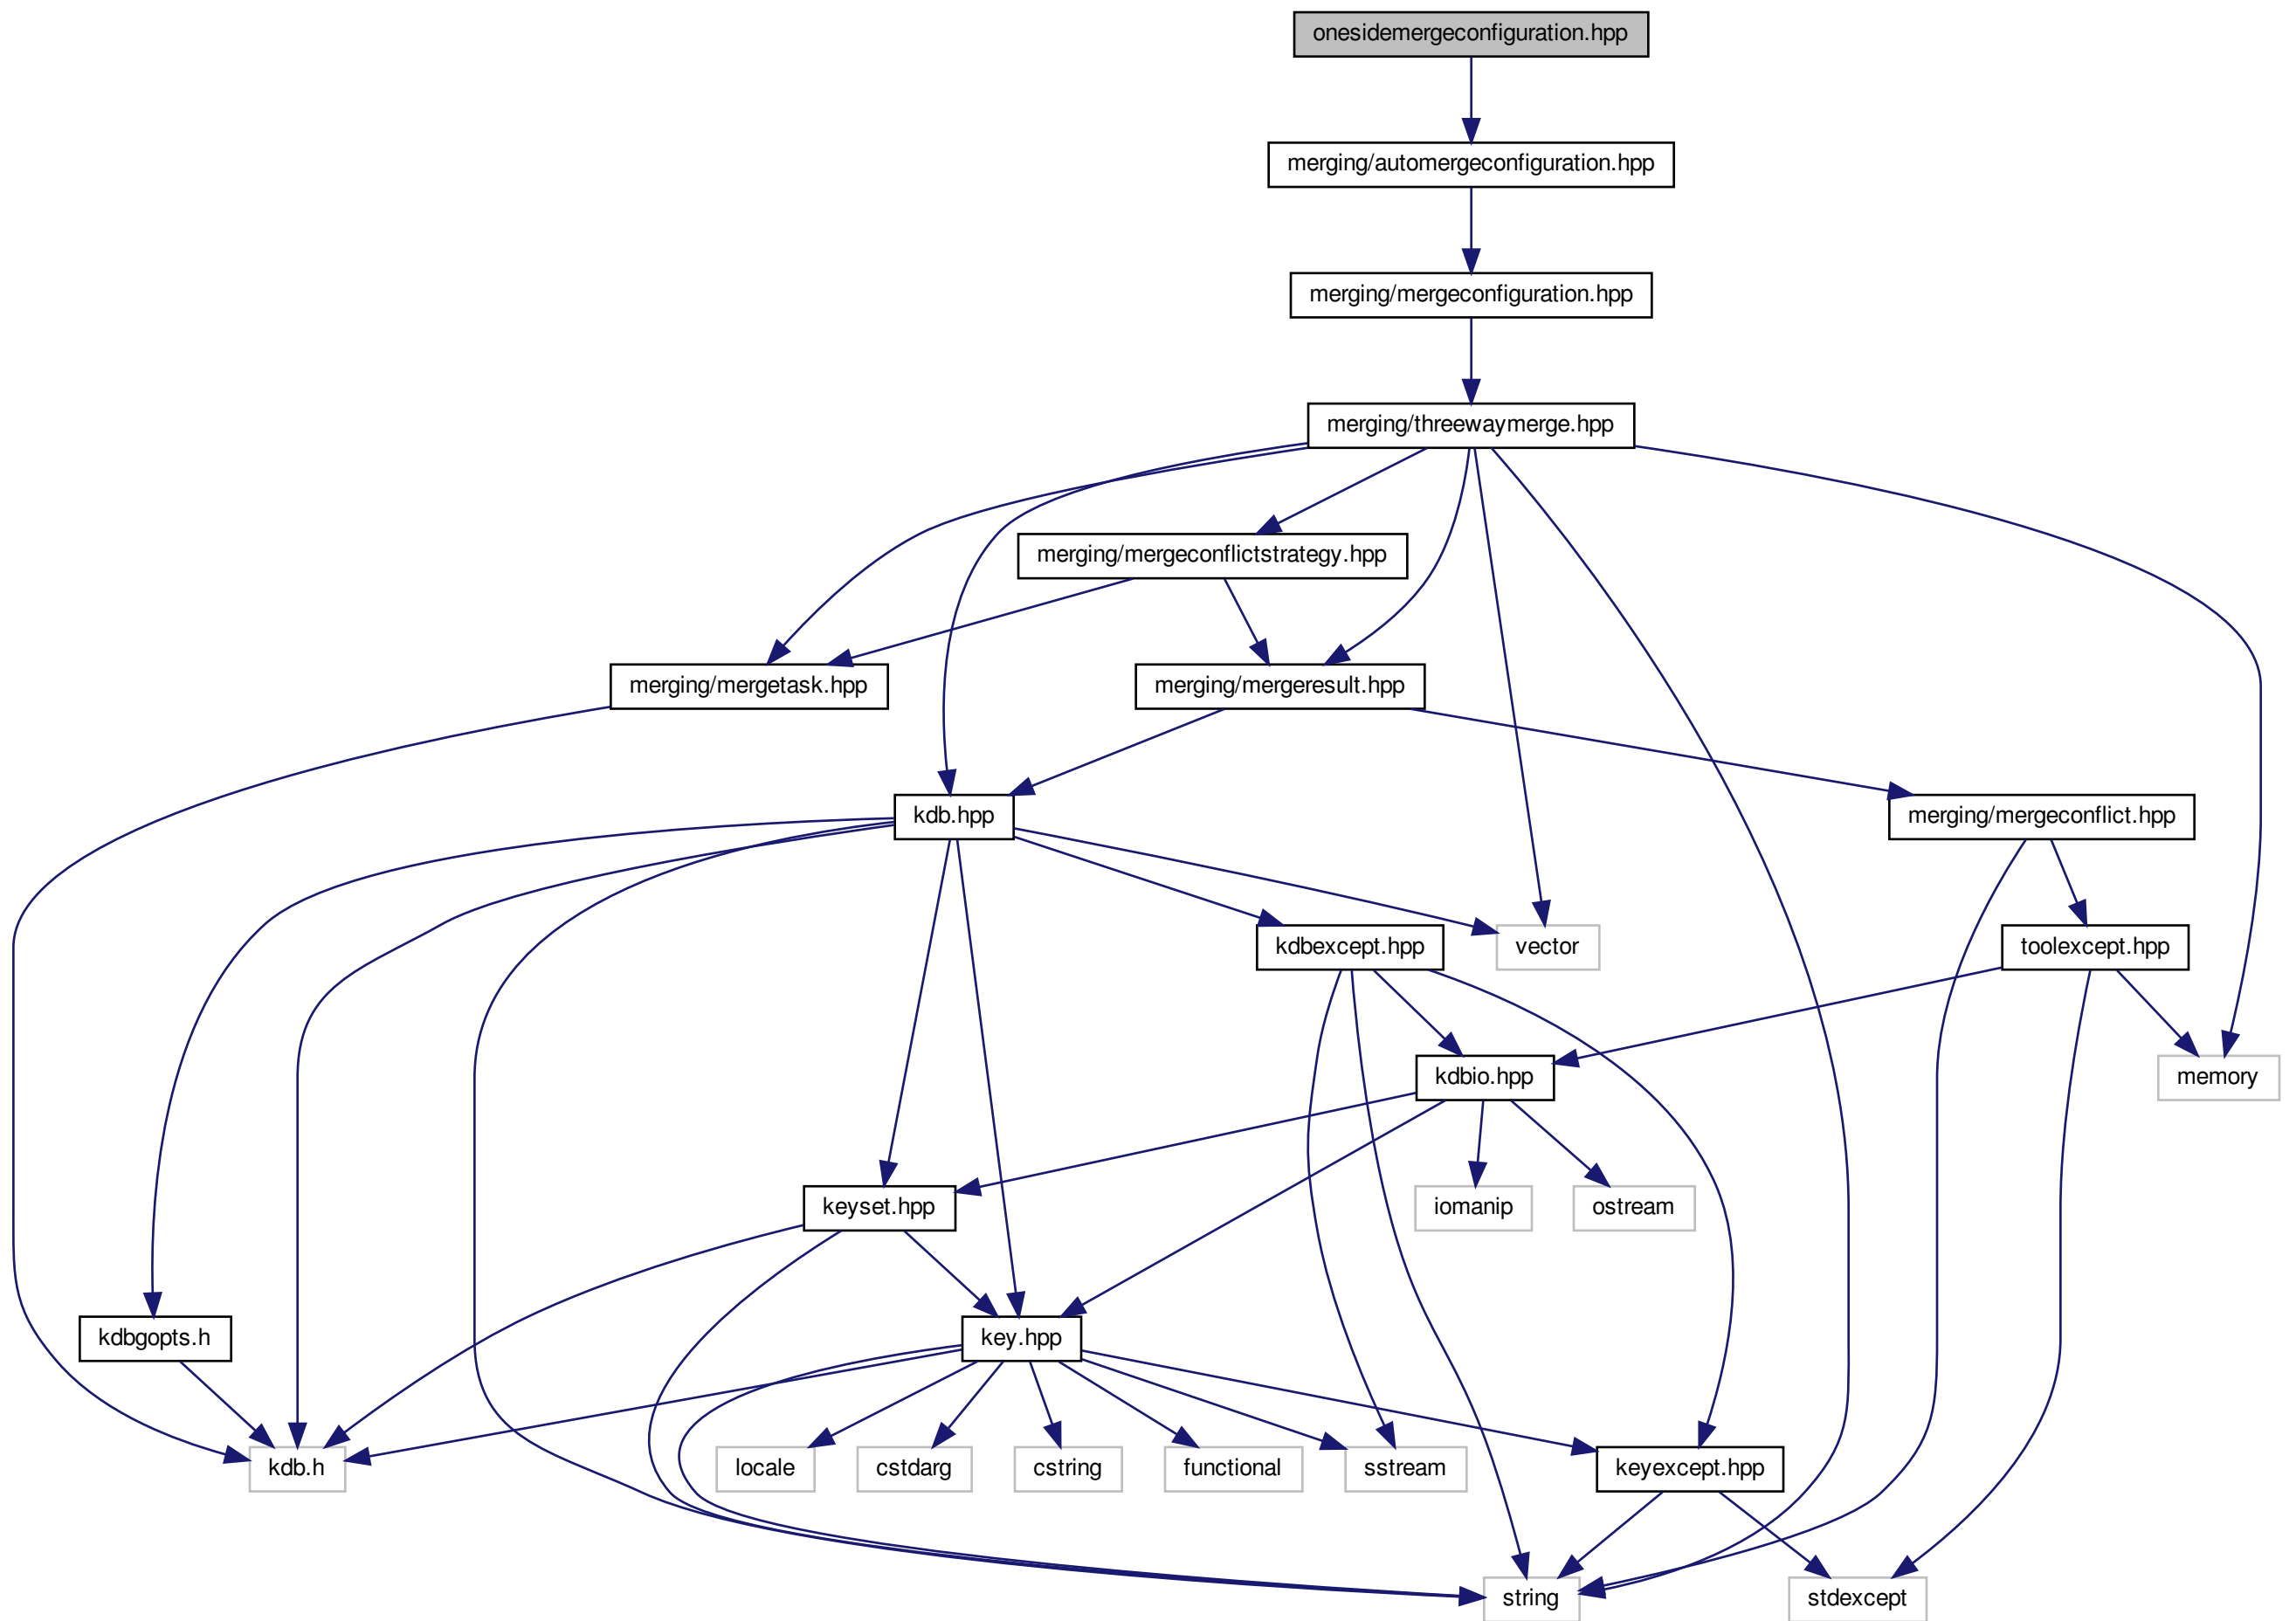 onesidemergeconfiguration.hpp
merging/automergeconfiguration.hpp
merging/mergeconfiguration.hpp
merging/threewaymerge.hpp
merging/mergeconflictstrategy.hpp
merging/mergetask.hpp
merging/mergeresult.hpp
kdb.hpp
merging/mergeconflict.hpp
kdbexcept.hpp
vector
toolexcept.hpp
kdbio.hpp
memory
keyset.hpp
iomanip
ostream
kdbgopts.h
key.hpp
kdb.h
locale
cstdarg
cstring
functional
sstream
keyexcept.hpp
string
stdexcept